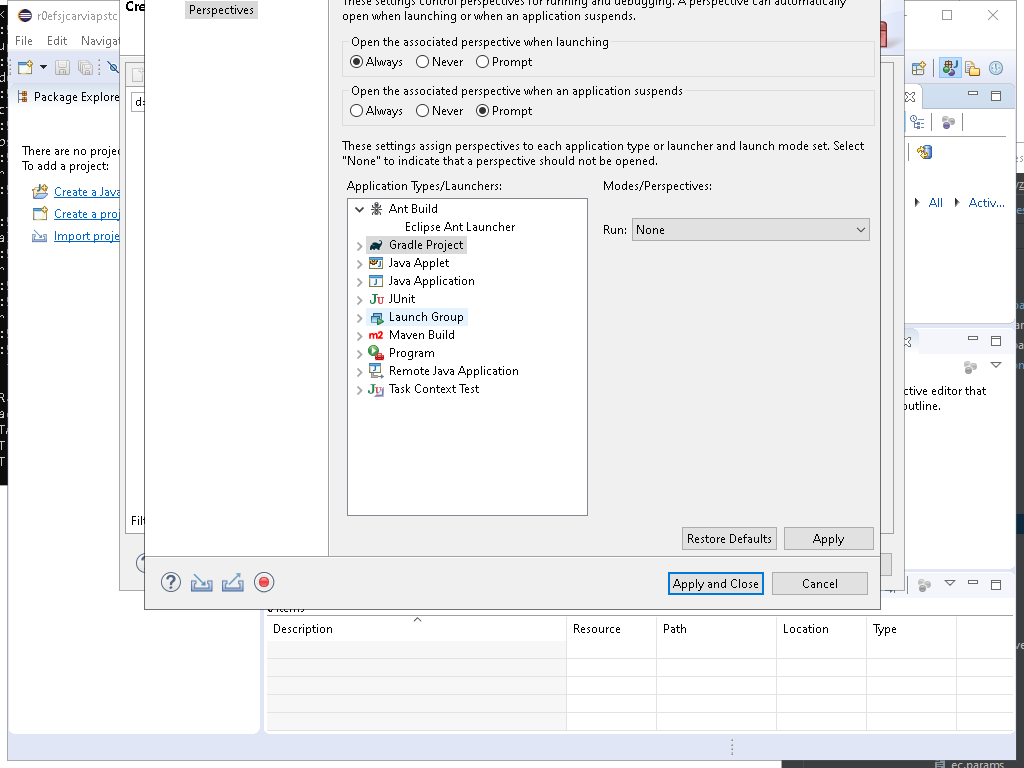 r0efsjcarviapstc
Cre
File Edit Naviga
Package Explore
There are no projec
To add a project:
Create a Java
Create a proj
Import proje
Perspectives
These settings control perspectives for running and debugging. A perspective can automatically
open when launching or when an application suspends.
Open the associated perspective when launching
Always Never Prompt
Open the associated perspective when an application suspends
Always Never Prompt
These settings assign perspectives to each application type or launcher and launch mode set. Select
"None" to indicate that a perspective should not be opened.
Application Types/Launchers:
Modes/Perspectives:
Ant Build
Eclipse Ant Launcher
Gradle Project
Java Applet
Java Application
JUnit
Launch Group
Maven Build
Program
Remote Java Application
Task Context Test
Run: None
Restore Defaults Apply
Apply and Close Cancel
Filt
All Activ...
ctive editor that
outline.
Description Resource Path Location Type
ec.params